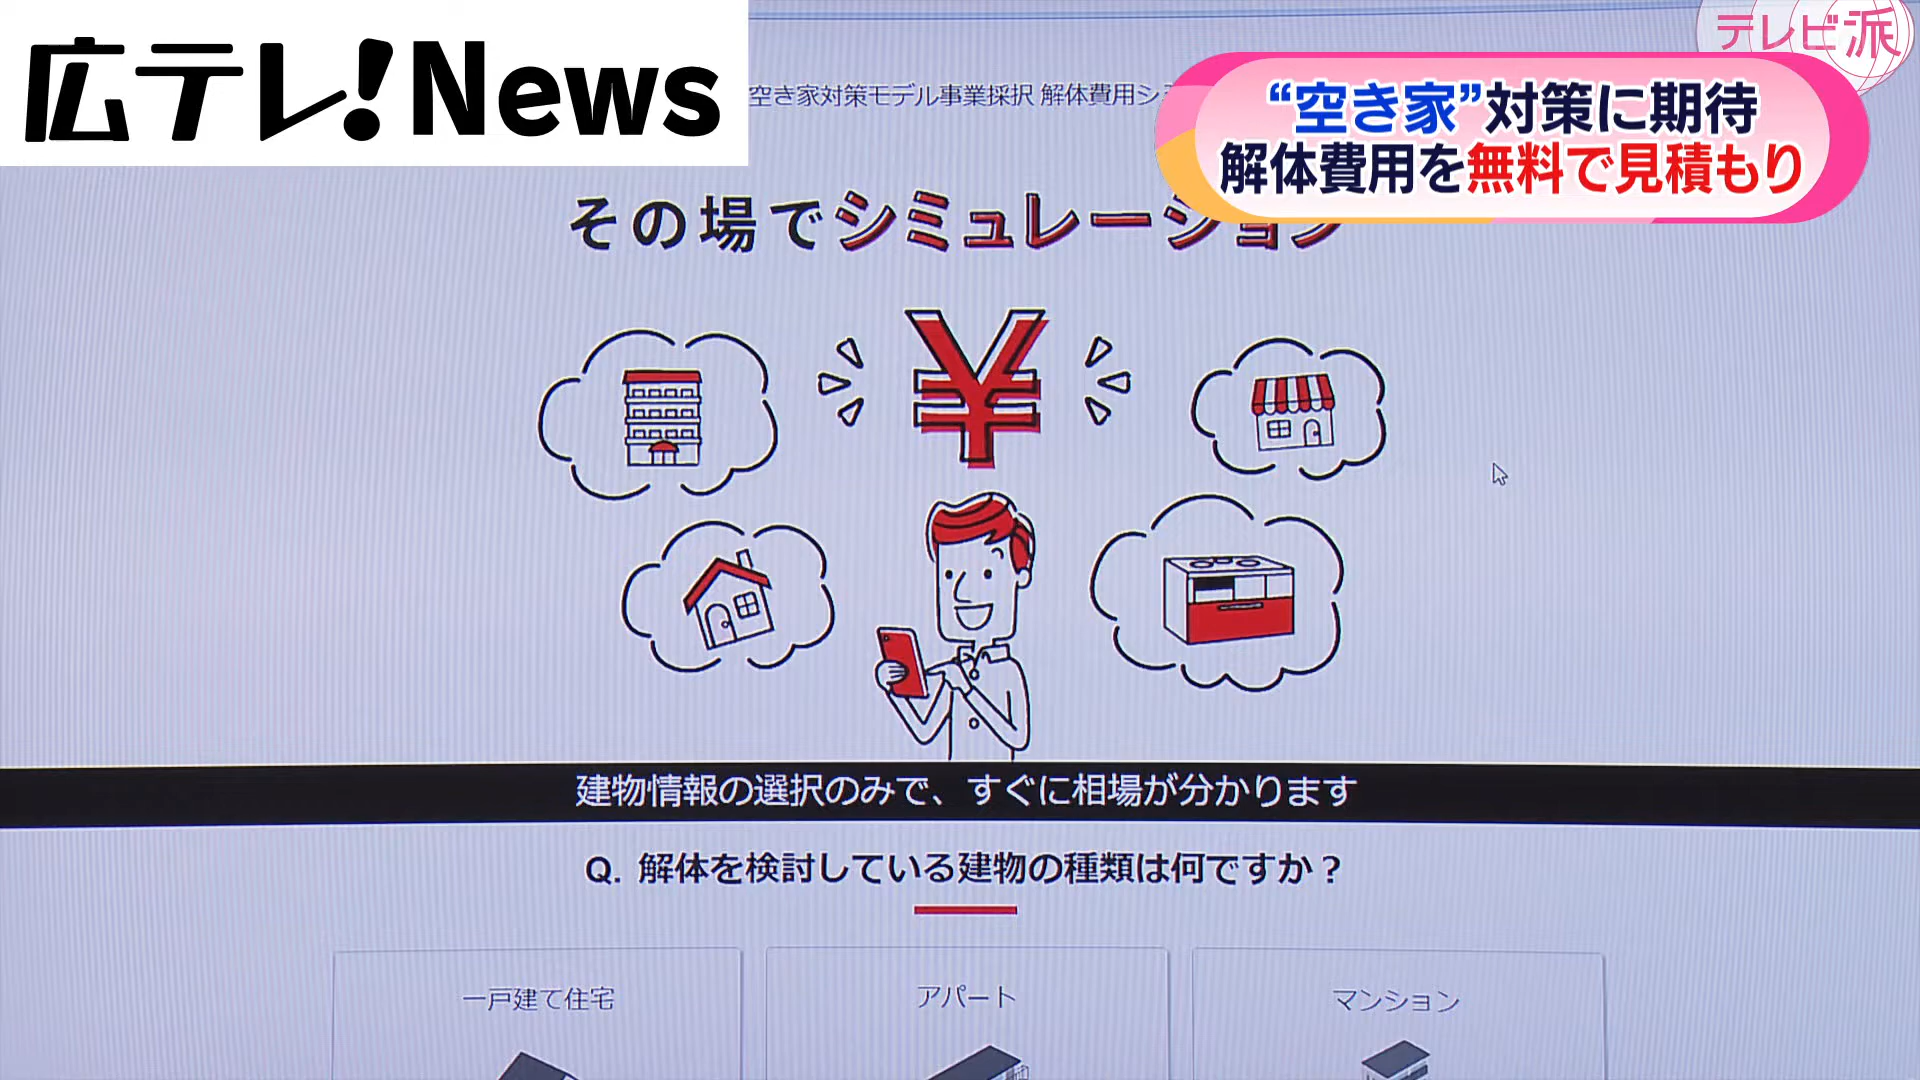 広テレ!News
テレビ派
空き家対策モデル事業採択 解体費用シ
“空き家”対策に期待
解体費用を無料で見積もり
その場でシミュレーション
¥
建物情報の選択のみで、すぐに相場が分かります
Q. 解体を検討している建物の種類は何ですか？
一戸建て住宅
アパート
マンション